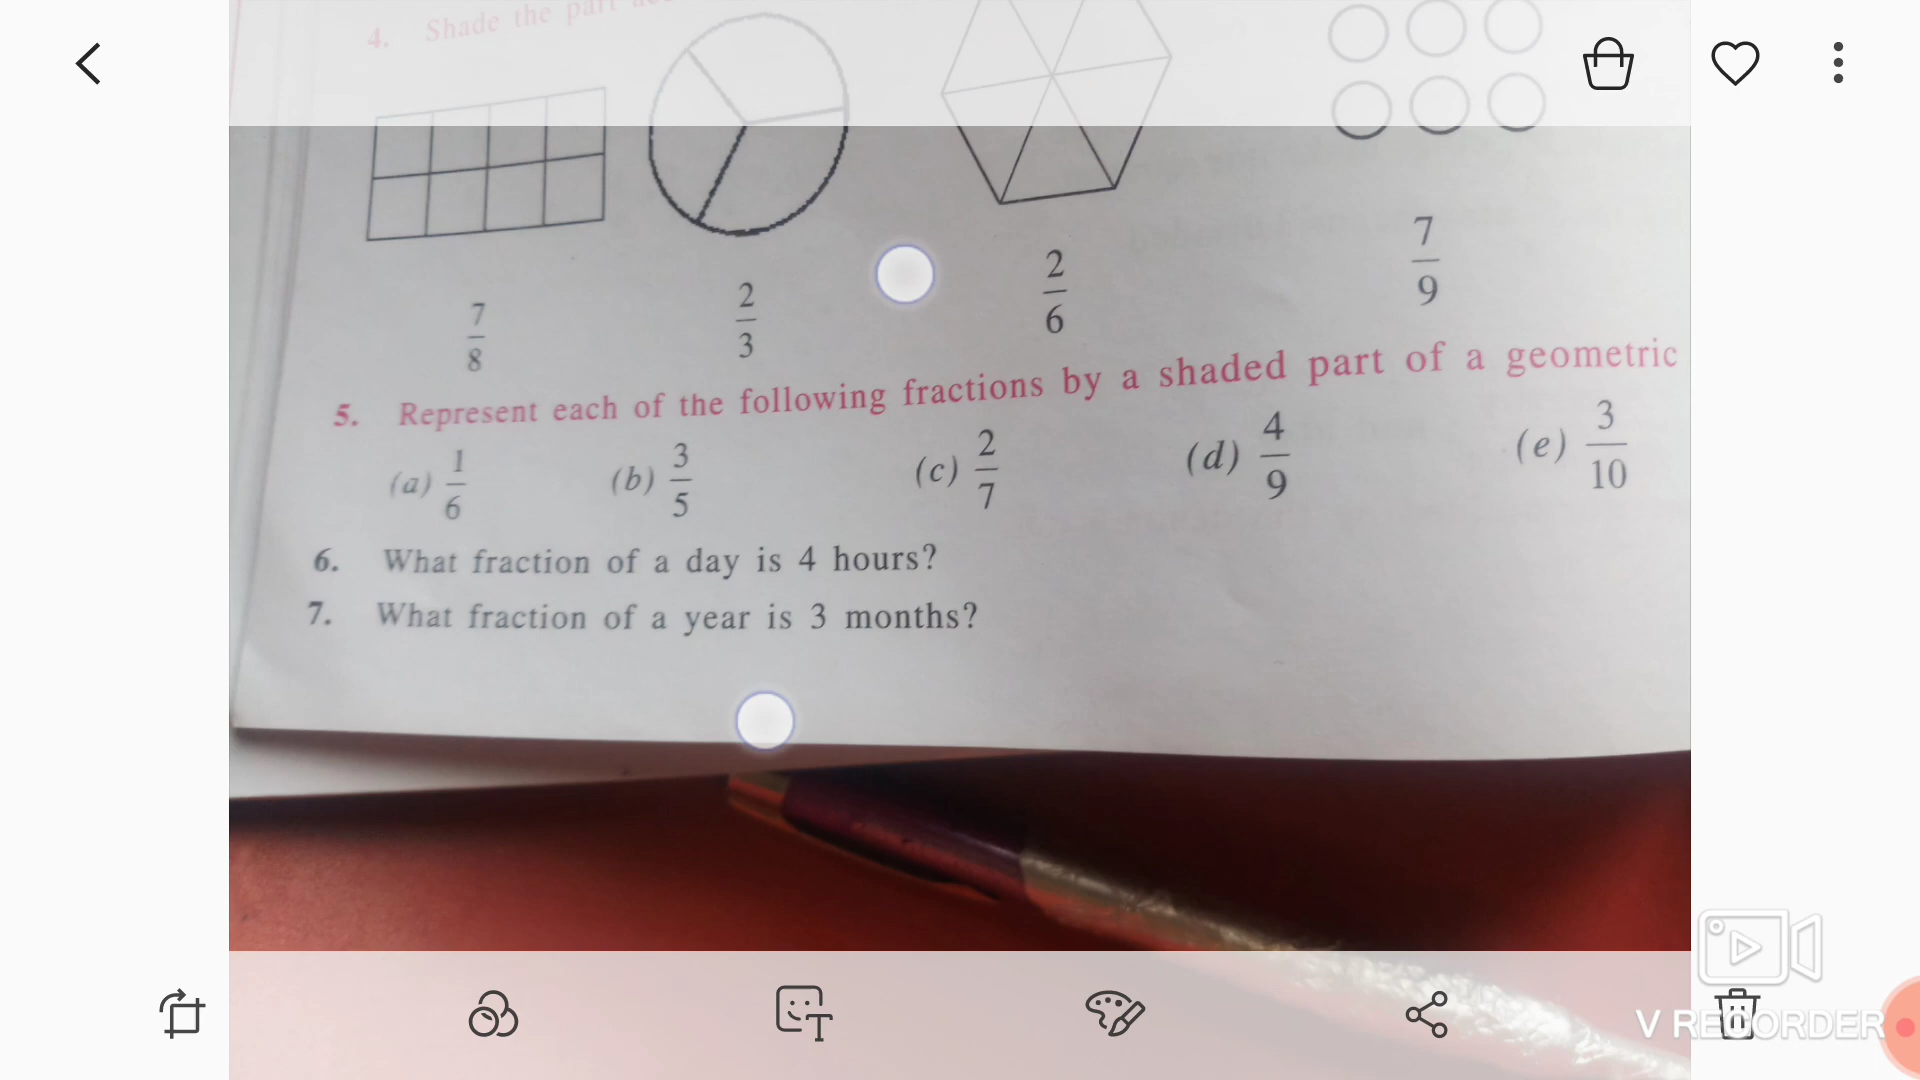 4. Shade the part
7/8 2/3 2/6 7/9
5. Represent each of the following fractions by a shaded part of a geometric
(a) 1/6 (b) 3/5 (c) 2/7 (d) 4/9 (e) 3/10
6. What fraction of a day is 4 hours?
7. What fraction of a year is 3 months?
V RECORDER